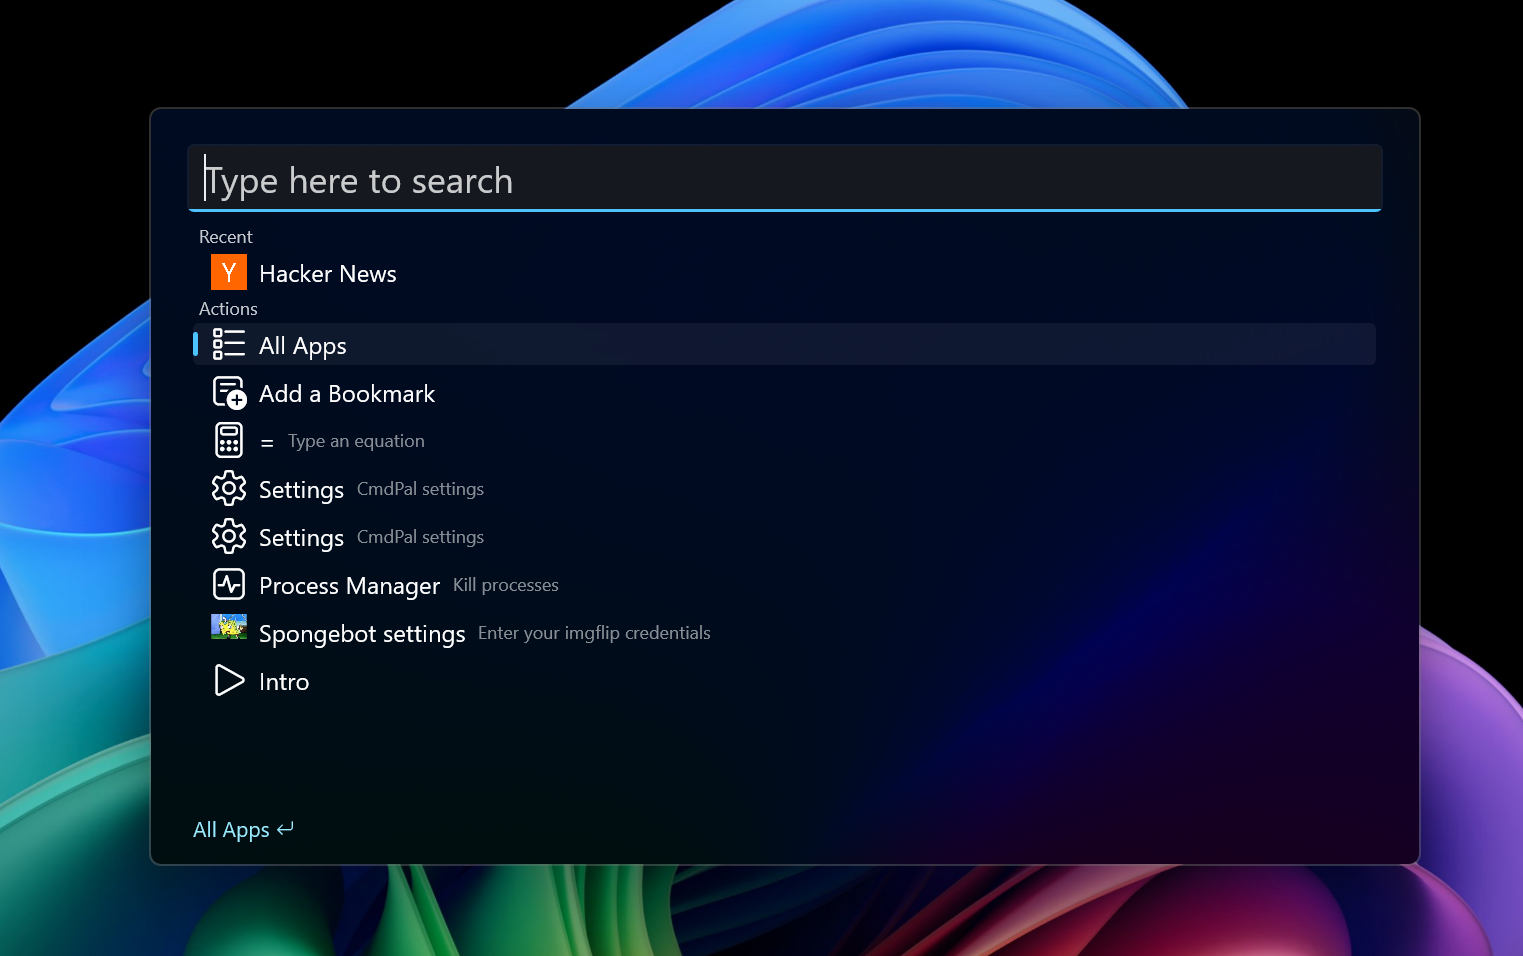 Type here to search
Recent
Y Hacker News
Actions
All Apps
Add a Bookmark
= Type an equation
Settings CmdPal settings
Settings CmdPal settings
Process Manager Kill processes
Spongebot settings Enter your imgflip credentials
Intro
All Apps